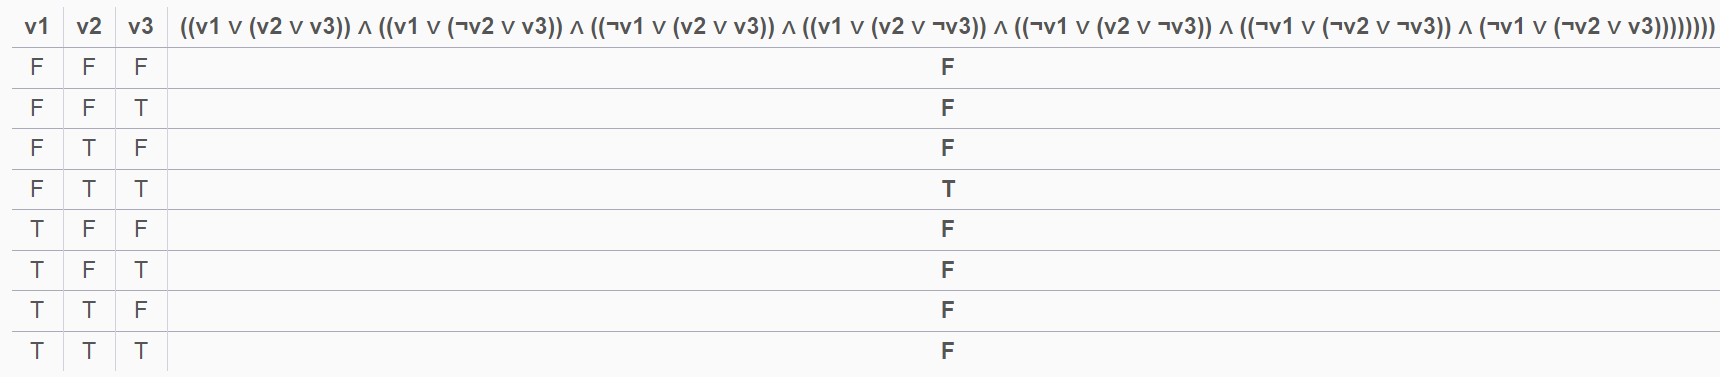 v1 v2 v3 ((v1 ∨ (v2 ∨ v3)) ∧ ((v1 ∨ (¬v2 ∨ v3)) ∧ ((¬v1 ∨ (v2 ∨ v3)) ∧ ((v1 ∨ (v2 ∨ ¬v3)) ∧ ((¬v1 ∨ (v2 ∨ ¬v3)) ∧ ((¬v1 ∨ (¬v2 ∨ ¬v3)) ∧ (¬v1 ∨ (¬v2 ∨ v3))))))))
F F F F
F F T F
F T F F
F T T T
T F F F
T F T F
T T F F
T T T F